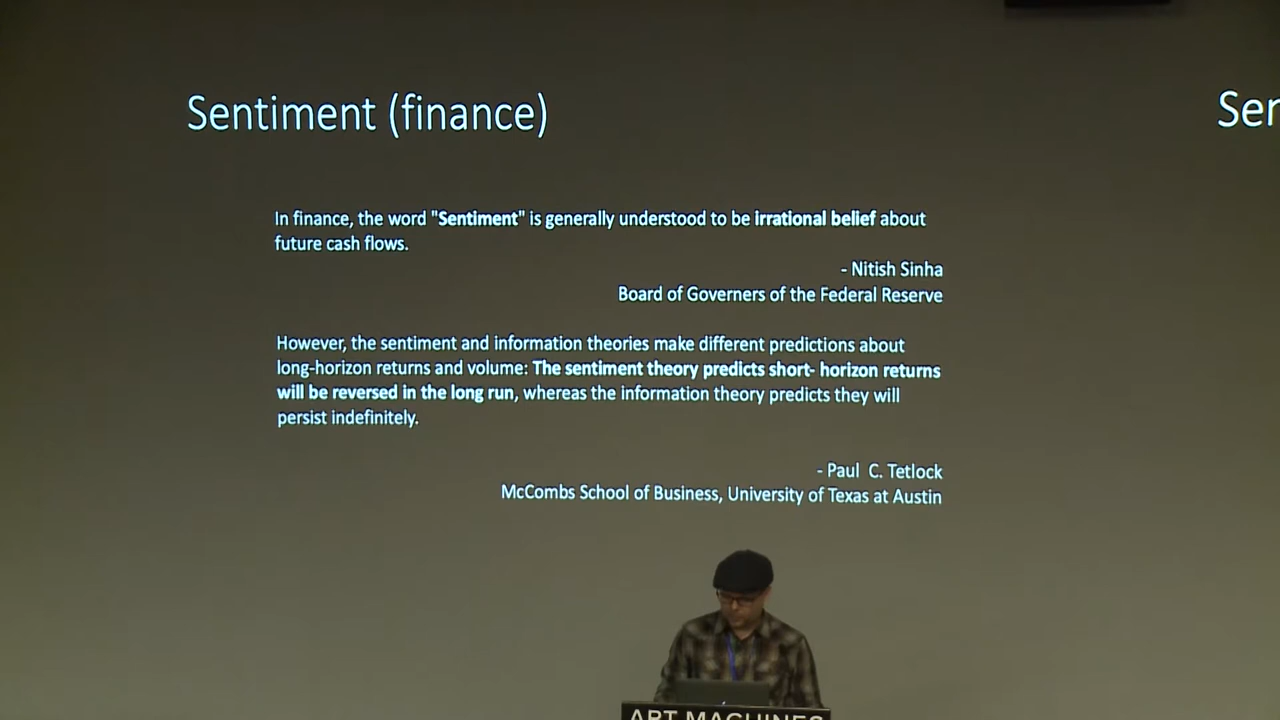 Sentiment (finance)
Ser
In finance, the word "Sentiment" is generally understood to be irrational belief about
future cash flows.
- Nitish Sinha
Board of Governers of the Federal Reserve
However, the sentiment and information theories make different predictions about
long-horizon returns and volume: The sentiment theory predicts short- horizon returns
will be reversed in the long run, whereas the information theory predicts they will
persist indefinitely.
- Paul C. Tetlock
McCombs School of Business, University of Texas at Austin
ART MACHINES